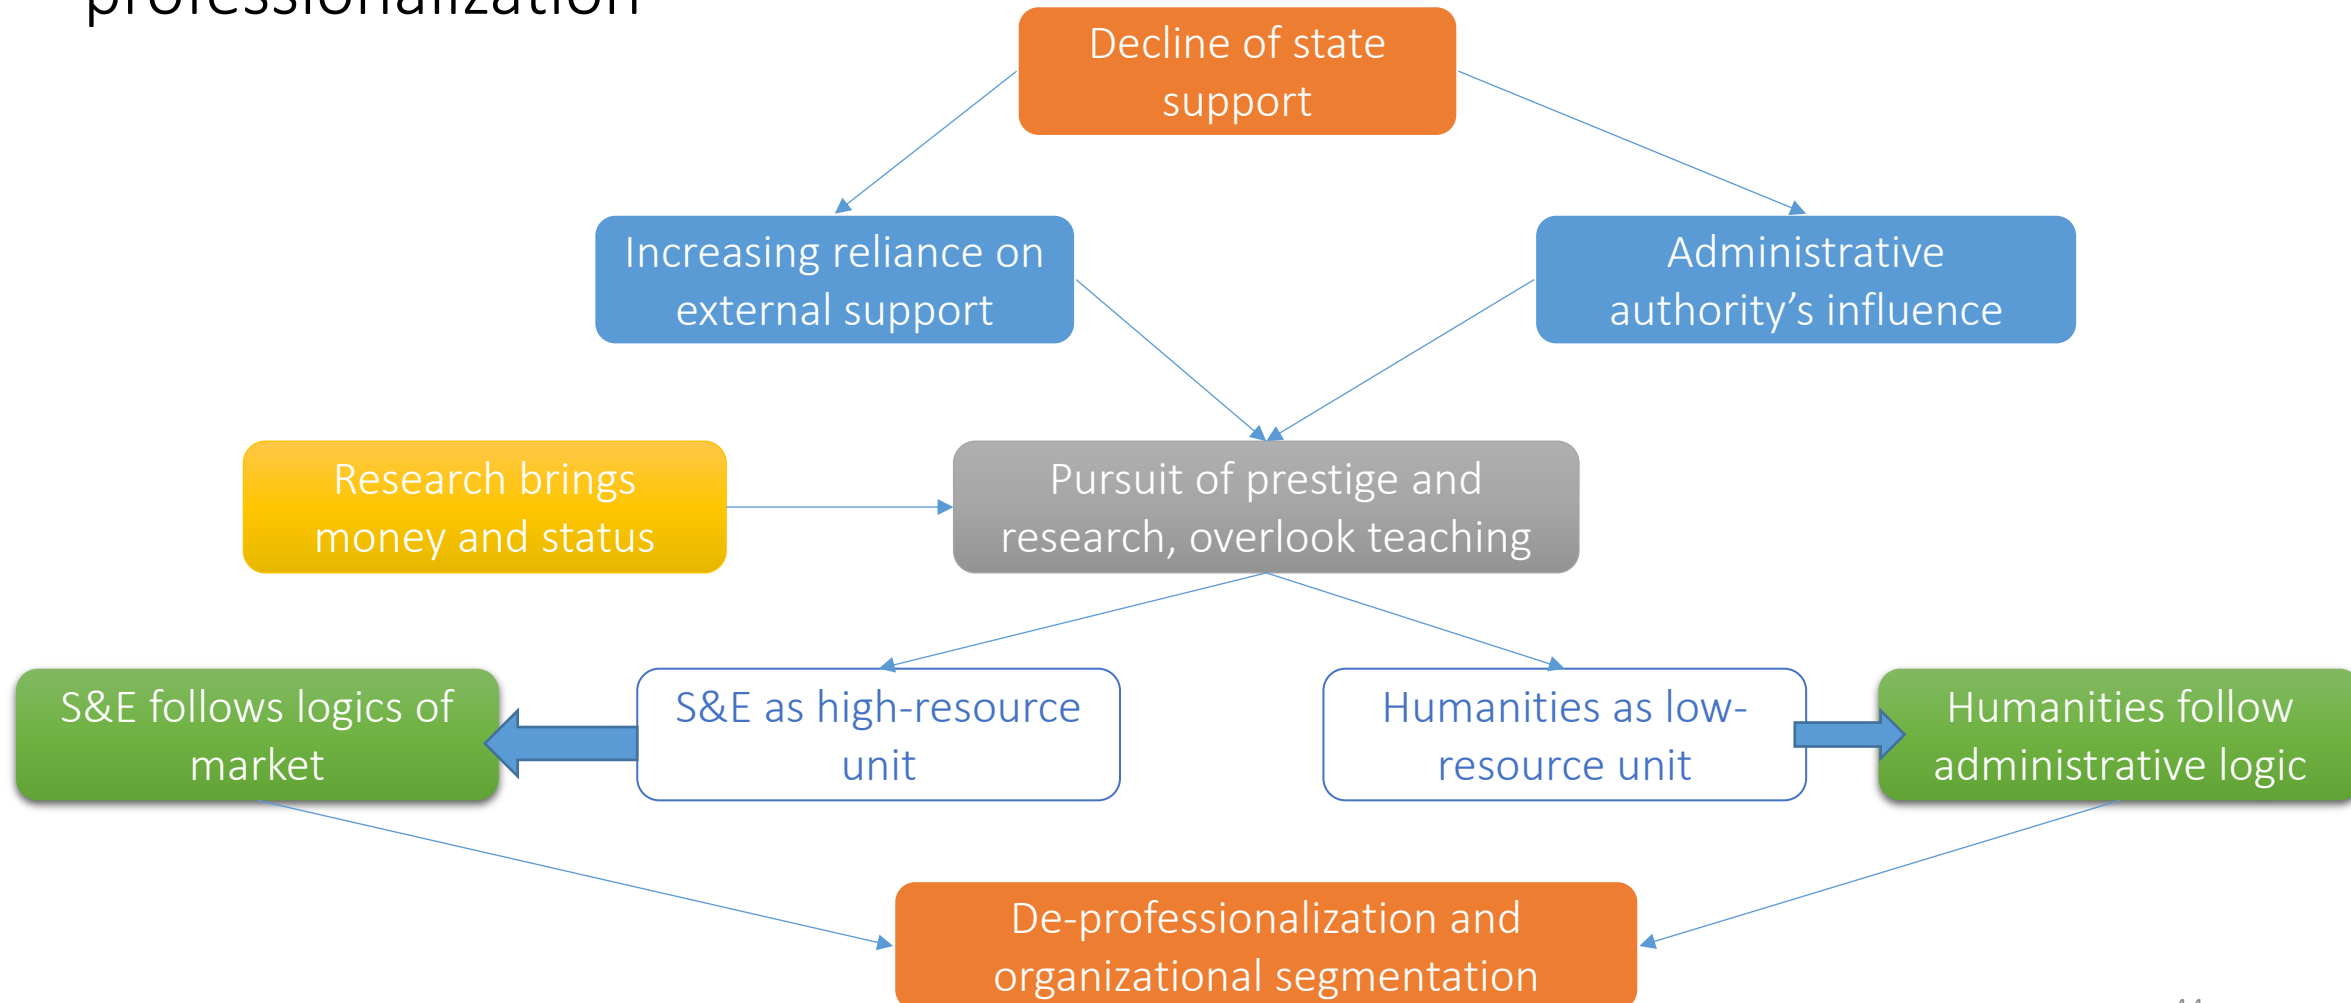 professionalization
Decline of state
support
Increasing reliance on
external support
Administrative
authority’s influence
Research brings
money and status
Pursuit of prestige and
research, overlook teaching
S&E follows logics of
market
S&E as high-resource
unit
Humanities as low-
resource unit
Humanities follow
administrative logic
De-professionalization and
organizational segmentation